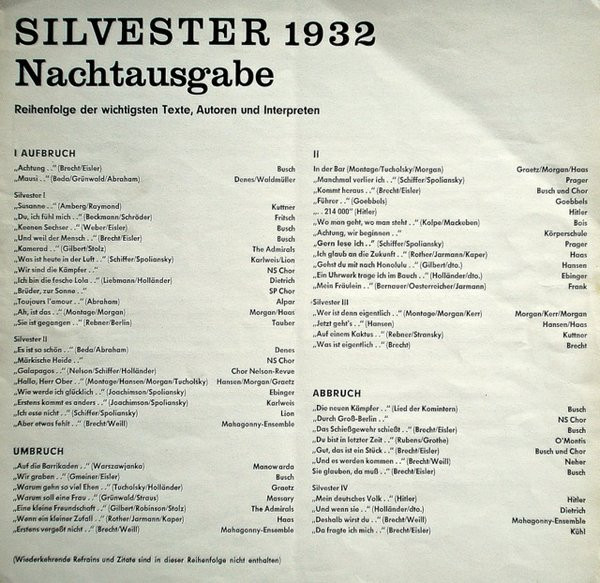 SILVESTER 1932
Nachtausgabe
Reihenfolge der wichtigsten Texte, Autoren und Interpreten
I AUFBRUCH
„Achtung . .“ (Brecht/Eisler) Busch
„Mausi . .“ (Beda/Grünwald/Abraham) Denes/Waldmüller
Silvester I
„Susanne . .“ (Amberg/Raymond) Kuttner
„Du, ich fühl mich . .“ (Beckmann/Schröder) Fritsch
„Keenen Sechser . .“ (Weber/Eisler) Busch
„Und weil der Mensch . .“ (Brecht/Eisler) Busch
„Kamerad . .“ (Gilbert/Stolz) The Admirals
„Was ist heute in der Luft . .“ (Schiffer/Spoliansky) Karlweis/Lion
„Wir sind die Kämpfer . .“ NS Chor
„Ich bin die fesche Lola . .“ (Liebmann/Holländer) Dietrich
„Brüder, zur Sonne . .“ SP Chor
„Toujours l'amour . .“ (Abraham) Alpar
„Ah, ist das . .“ (Montage/Morgan) Morgan/Haas
„Sie ist gegangen . .“ (Rebner/Berlin) Tauber
Silvester II
„Es ist so schön . .“ (Beda/Abraham) Denes
„Märkische Heide . .“ NS Chor
„Galapagos . .“ (Nelson/Schiffer/Holländer) Chor Nelson-Revue
„Hallo, Herr Ober . .“ (Montage/Hansen/Morgan/Tucholsky) Hansen/Morgan/Graetz
„Wie werde ich glücklich . .“ (Joachimson/Spoliansky) Ebinger
„Erstens kommt es anders . .“ (Joachimson/Spoliansky) Karlweis
„Ich esse nicht . .“ (Schiffer/Spoliansky) Lion
„Aber etwas fehlt . .“ (Brecht/Weill) Mahagonny-Ensemble
UMBRUCH
„Auf die Barrikaden . .“ (Warszawjanka) Manowarda
„Wir graben . .“ (Gmeiner/Eisler) Busch
„Warum gehn so viel Ehen . .“ (Tucholsky/Holländer) Graetz
„Warum soll eine Frau . .“ (Grünwald/Straus) Massary
„Eine kleine Freundschaft . .“ (Gilbert/Robinson/Stolz) The Admirals
„Wenn ein kleiner Zufall . .“ (Rother/Jarman/Kaper) Haas
„Erstens vergeßt nicht . .“ (Brecht/Weill) Mahagonny-Ensemble
(Wiederkehrende Refrains und Zitate sind in dieser Reihenfolge nicht enthalten)
II
In der Bar (Montage/Tucholsky/Morgan) Graetz/Morgan/Haas
„Manchmal verlier ich . .“ (Schiffer/Spoliansky) Prager
„Kommt heraus . .“ (Brecht/Eisler) Busch und Chor
„Führer . .“ (Goebbels) Goebbels
„. . 214 000“ (Hitler) Hitler
„Wo man geht, wo man steht . .“ (Kolpe/Mackeben) Bois
„Achtung, wir beginnen . .“ Körperschule
„Gern lese ich . .“ (Schiffer/Spoliansky) Prager
„Ich glaub an die Zukunft . .“ (Rother/Jarman/Kaper) Haas
„Gehst du mit nach Honolulu . .“ (Gilbert/dto.) Hansen
„Ein Uhrwerk trage ich im Bauch . .“ (Holländer/dto.) Ebinger
„Mein Fräulein . .“ (Bernauer/Oesterreicher/Jarman) Frank
Silvester III
„Wer ist denn eigentlich . .“ (Montage/Morgan/Kerr) Morgan/Kerr/Morgan
„Jetzt geht's . .“ (Hansen) Hansen/Haas
„Auf einem Kaktus . .“ (Rebner/Stransky) Kuttner
„Was ist eigentlich . .“ (Brecht) Brecht
ABBRUCH
„Die neuen Kämpfer . .“ (Lied der Komintern) Busch
„Durch Groß-Berlin . .“ NS Chor
„Das Schießgewehr schießt . .“ (Brecht/Eisler) Busch
„Du bist in letzter Zeit . .“ (Rubens/Grothe) O'Montis
„Gut, das ist ein Stück . .“ (Brecht/Eisler) Busch und Chor
„Und es werden kommen . .“ (Brecht/Weill) Neher
Sie glauben, da muß . .“ (Brecht/Eisler) Busch
Silvester IV
„Mein deutsches Volk . .“ (Hitler) Hitler
„Und wenn sie . .“ (Holländer/dto.) Dietrich
„Deshalb wirst du . .“ (Brecht/Weill) Mahagonny-Ensemble
„Da fragte ich mich . .“ (Brecht/Eisler) Kühl